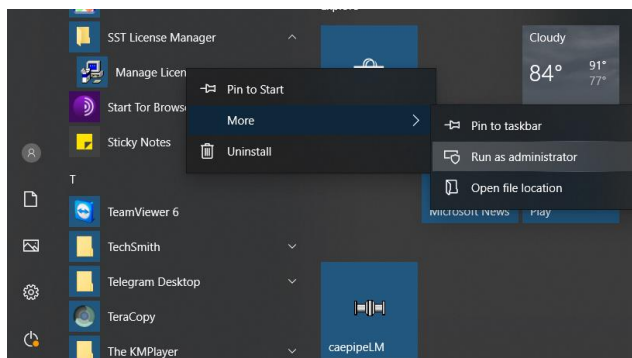 Explore
SST License Manager
Manage Licen
Start Tor Brows
Sticky Notes
T
TeamViewer 6
TechSmith
Telegram Desktop
TeraCopy
The KMPlayer
Pin to Start
More
Uninstall
Pin to taskbar
Run as administrator
Open file location
Cloudy
84° 91°
77°
Microsoft News
Play
caepipeLM
R